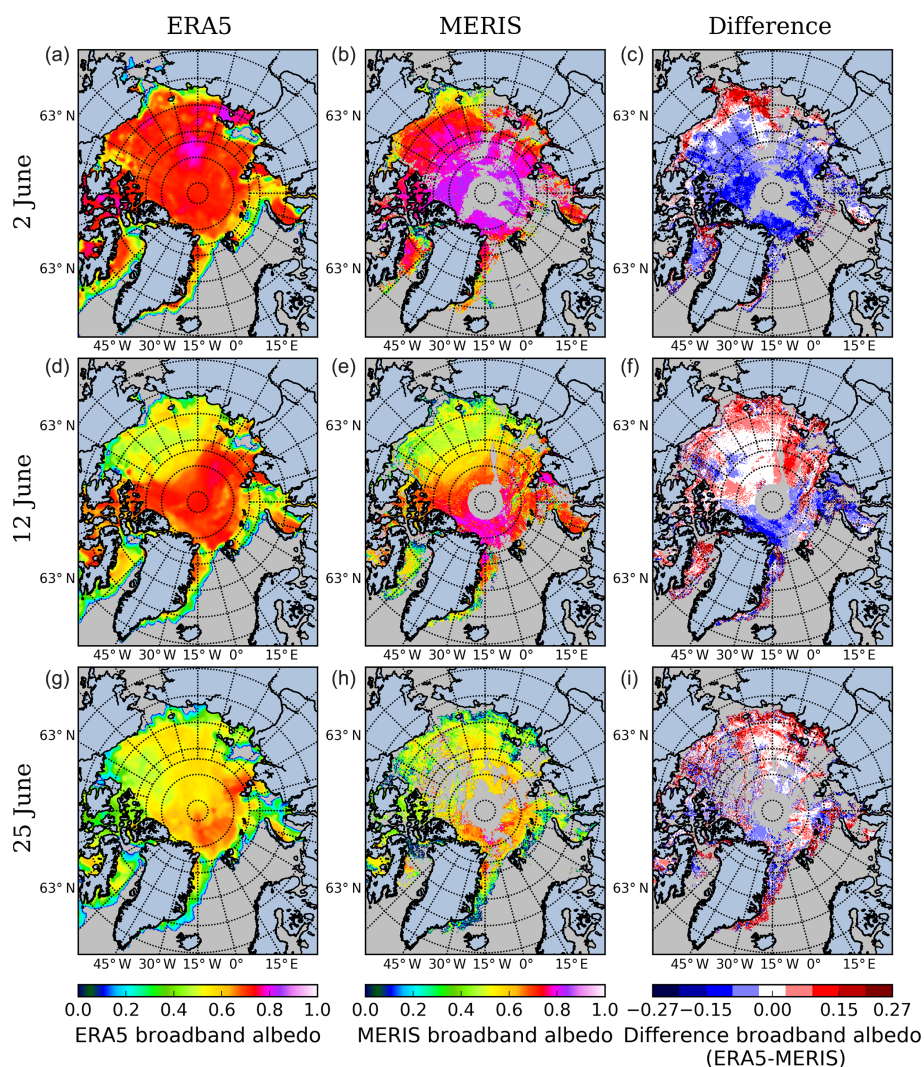 ERA5 MERIS Difference
(a) (b) (c)
63° N 63° N 63° N
2 June
63° N 63° N 63° N
45° W 30° W 15° W 0° 15° E 45° W 30° W 15° W 0° 15° E 45° W 30° W 15° W 0° 15° E
(d) (e) (f)
63° N 63° N 63° N
12 June
63° N 63° N 63° N
45° W 30° W 15° W 0° 15° E 45° W 30° W 15° W 0° 15° E 45° W 30° W 15° W 0° 15° E
(g) (h) (i)
63° N 63° N 63° N
25 June
63° N 63° N 63° N
45° W 30° W 15° W 0° 15° E 45° W 30° W 15° W 0° 15° E 45° W 30° W 15° W 0° 15° E
0.0 0.2 0.4 0.6 0.8 1.0 0.0 0.2 0.4 0.6 0.8 1.0 −0.27 −0.15 0.00 0.15 0.27
ERA5 broadband albedo MERIS broadband albedo Difference broadband albedo
(ERA5-MERIS)